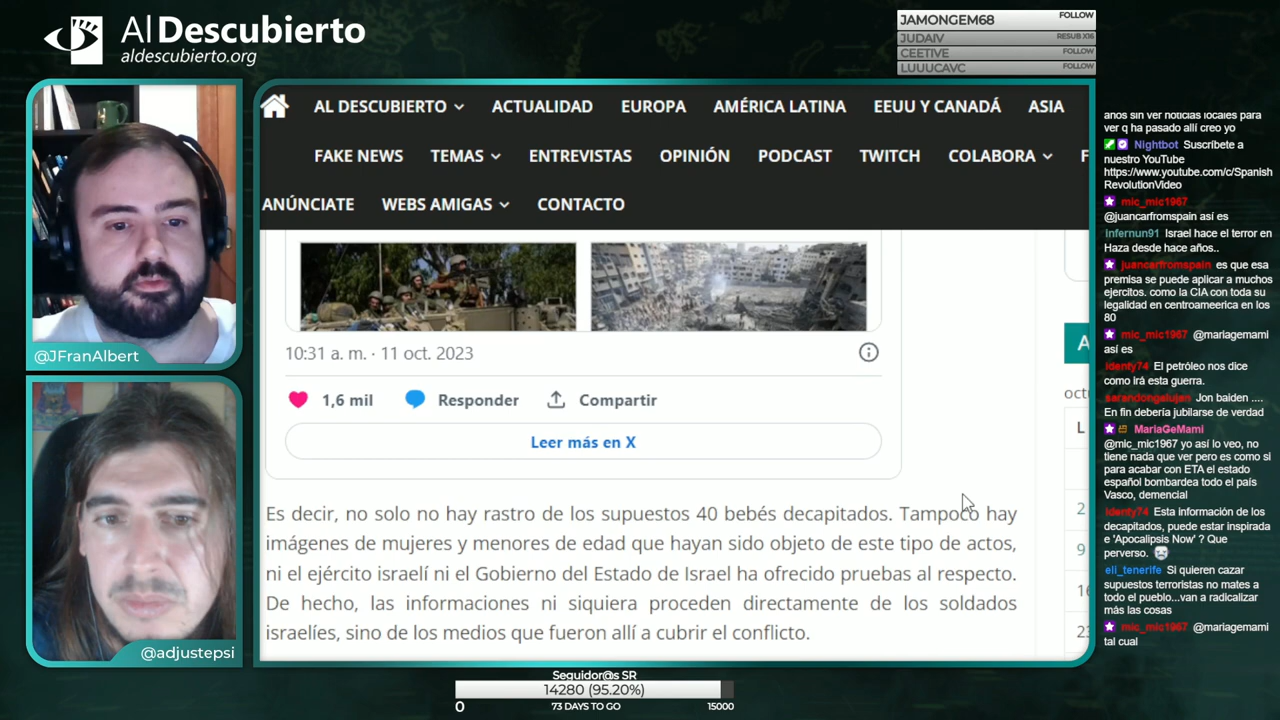 Al Descubierto
aldescubierto.org
JAMONGEM68 FOLLOW
JUDAIV RESUB X16
CEETIVE FOLLOW
LUUUCAVC FOLLOW
AL DESCUBIERTO ACTUALIDAD EUROPA AMÉRICA LATINA EEUU Y CANADÁ ASIA
FAKE NEWS TEMAS ENTREVISTAS OPINIÓN PODCAST TWITCH COLABORA F
ANÚNCIATE WEBS AMIGAS CONTACTO
10:31 a. m. · 11 oct. 2023
1,6 mil Responder Compartir
Leer más en X
Es decir, no solo no hay rastro de los supuestos 40 bebés decapitados. Tampoco hay
imágenes de mujeres y menores de edad que hayan sido objeto de este tipo de actos,
ni el ejército israelí ni el Gobierno del Estado de Israel ha ofrecido pruebas al respecto.
De hecho, las informaciones ni siquiera proceden directamente de los soldados
israelíes, sino de los medios que fueron allí a cubrir el conflicto.
A
octu
L
2
9
16
23
@JFranAlbert
@adjustepsi
años sin ver noticias locales para
ver q ha pasado allí creo yo
Nightbot Suscríbete a
nuestro YouTube
https://www.youtube.com/c/Spanish
RevolutionVideo
mic_mic1967
@juancarfromspain así es
infernun91 Israel hace el terror en
Haza desde hace años..
juancarfromspain es que esa
premisa se puede aplicar a muchos
ejercitos. como la CIA con toda su
legalidad en centroameerica en los
80
mic_mic1967 @mariagemami
así es
identy74 El petróleo nos dice
como irá esta guerra.
sarandongalujan Jon baiden ....
En fin debería jubilarse de verdad
MariaGeMami
@mic_mic1967 yo así lo veo, no
tiene nada que ver pero es como si
para acabar con ETA el estado
español bombardea todo el país
Vasco, demencial
identy74 Esta información de los
decapitados, puede estar inspirada
e 'Apocalipsis Now' ? Que
perverso.
eli_tenerife Si quieren cazar
supuestos terroristas no mates a
todo el pueblo...van a radicalizar
más las cosas
mic_mic1967 @mariagemami
tal cual
Seguidor@s SR
14280 (95.20%)
0 73 DAYS TO GO 15000